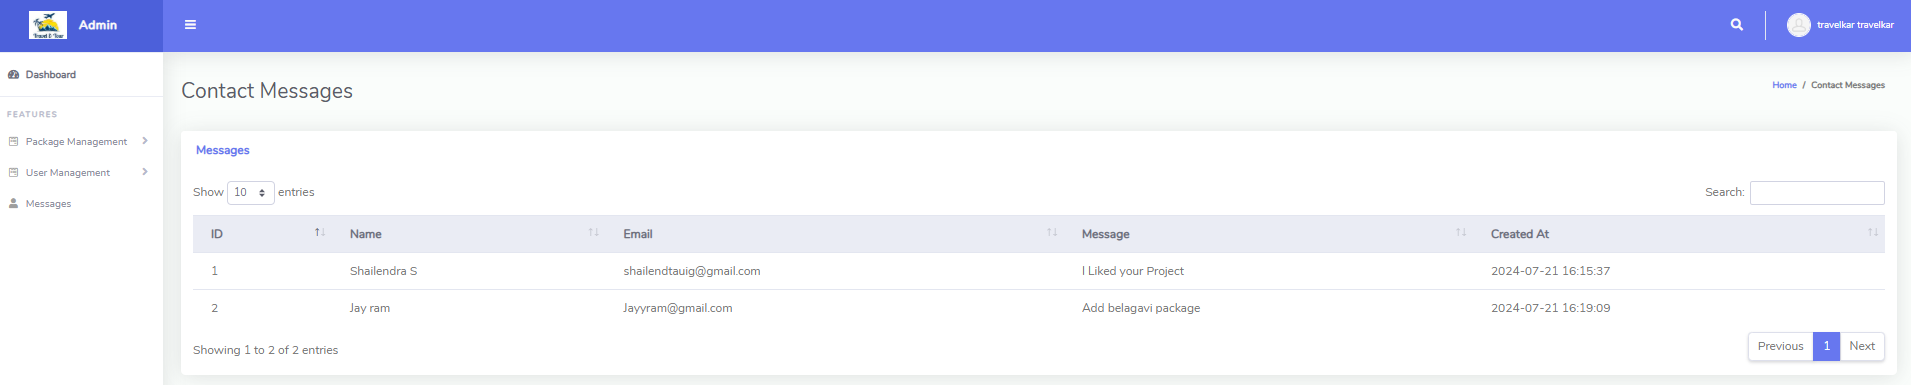 Travel & Tour
Admin
travelkar travelkar
Dashboard
FEATURES
Package Management
User Management
Messages
Contact Messages
Home / Contact Messages
Messages
Show 10 entries
Search:
ID Name Email Message Created At
1 Shailendra S shailendtauig@gmail.com I Liked your Project 2024-07-21 16:15:37
2 Jay ram Jayyram@gmail.com Add belagavi package 2024-07-21 16:19:09
Showing 1 to 2 of 2 entries
Previous 1 Next